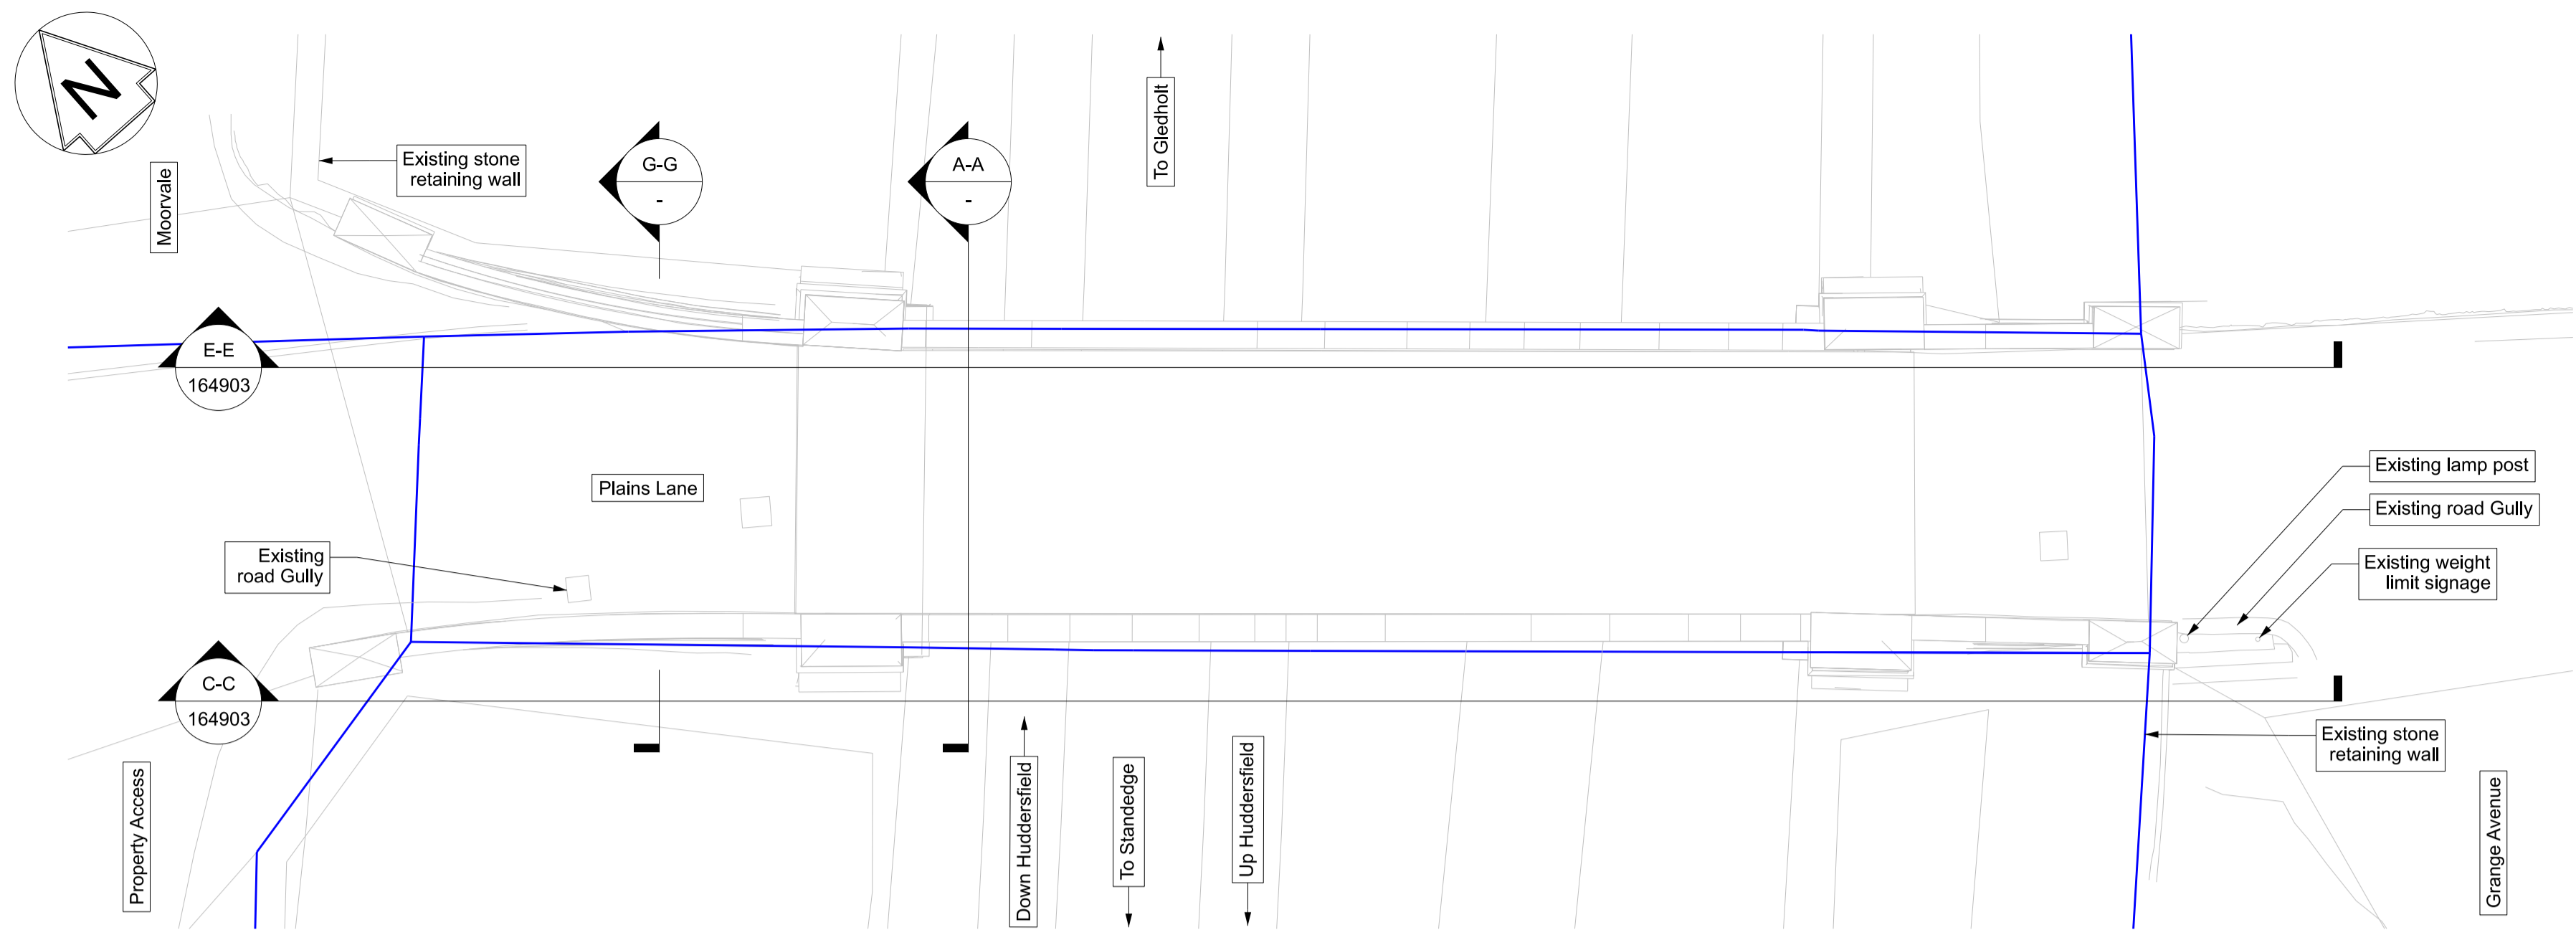 N
Moorvale
Existing stone
retaining wall
G-G
-
A-A
-
To Gledholt
E-E
164903
Plains Lane
Existing
road Gully
Existing lamp post
Existing road Gully
Existing weight
limit signage
C-C
164903
Property Access
Down Huddersfield
To Standedge
Up Huddersfield
Existing stone
retaining wall
Grange Avenue